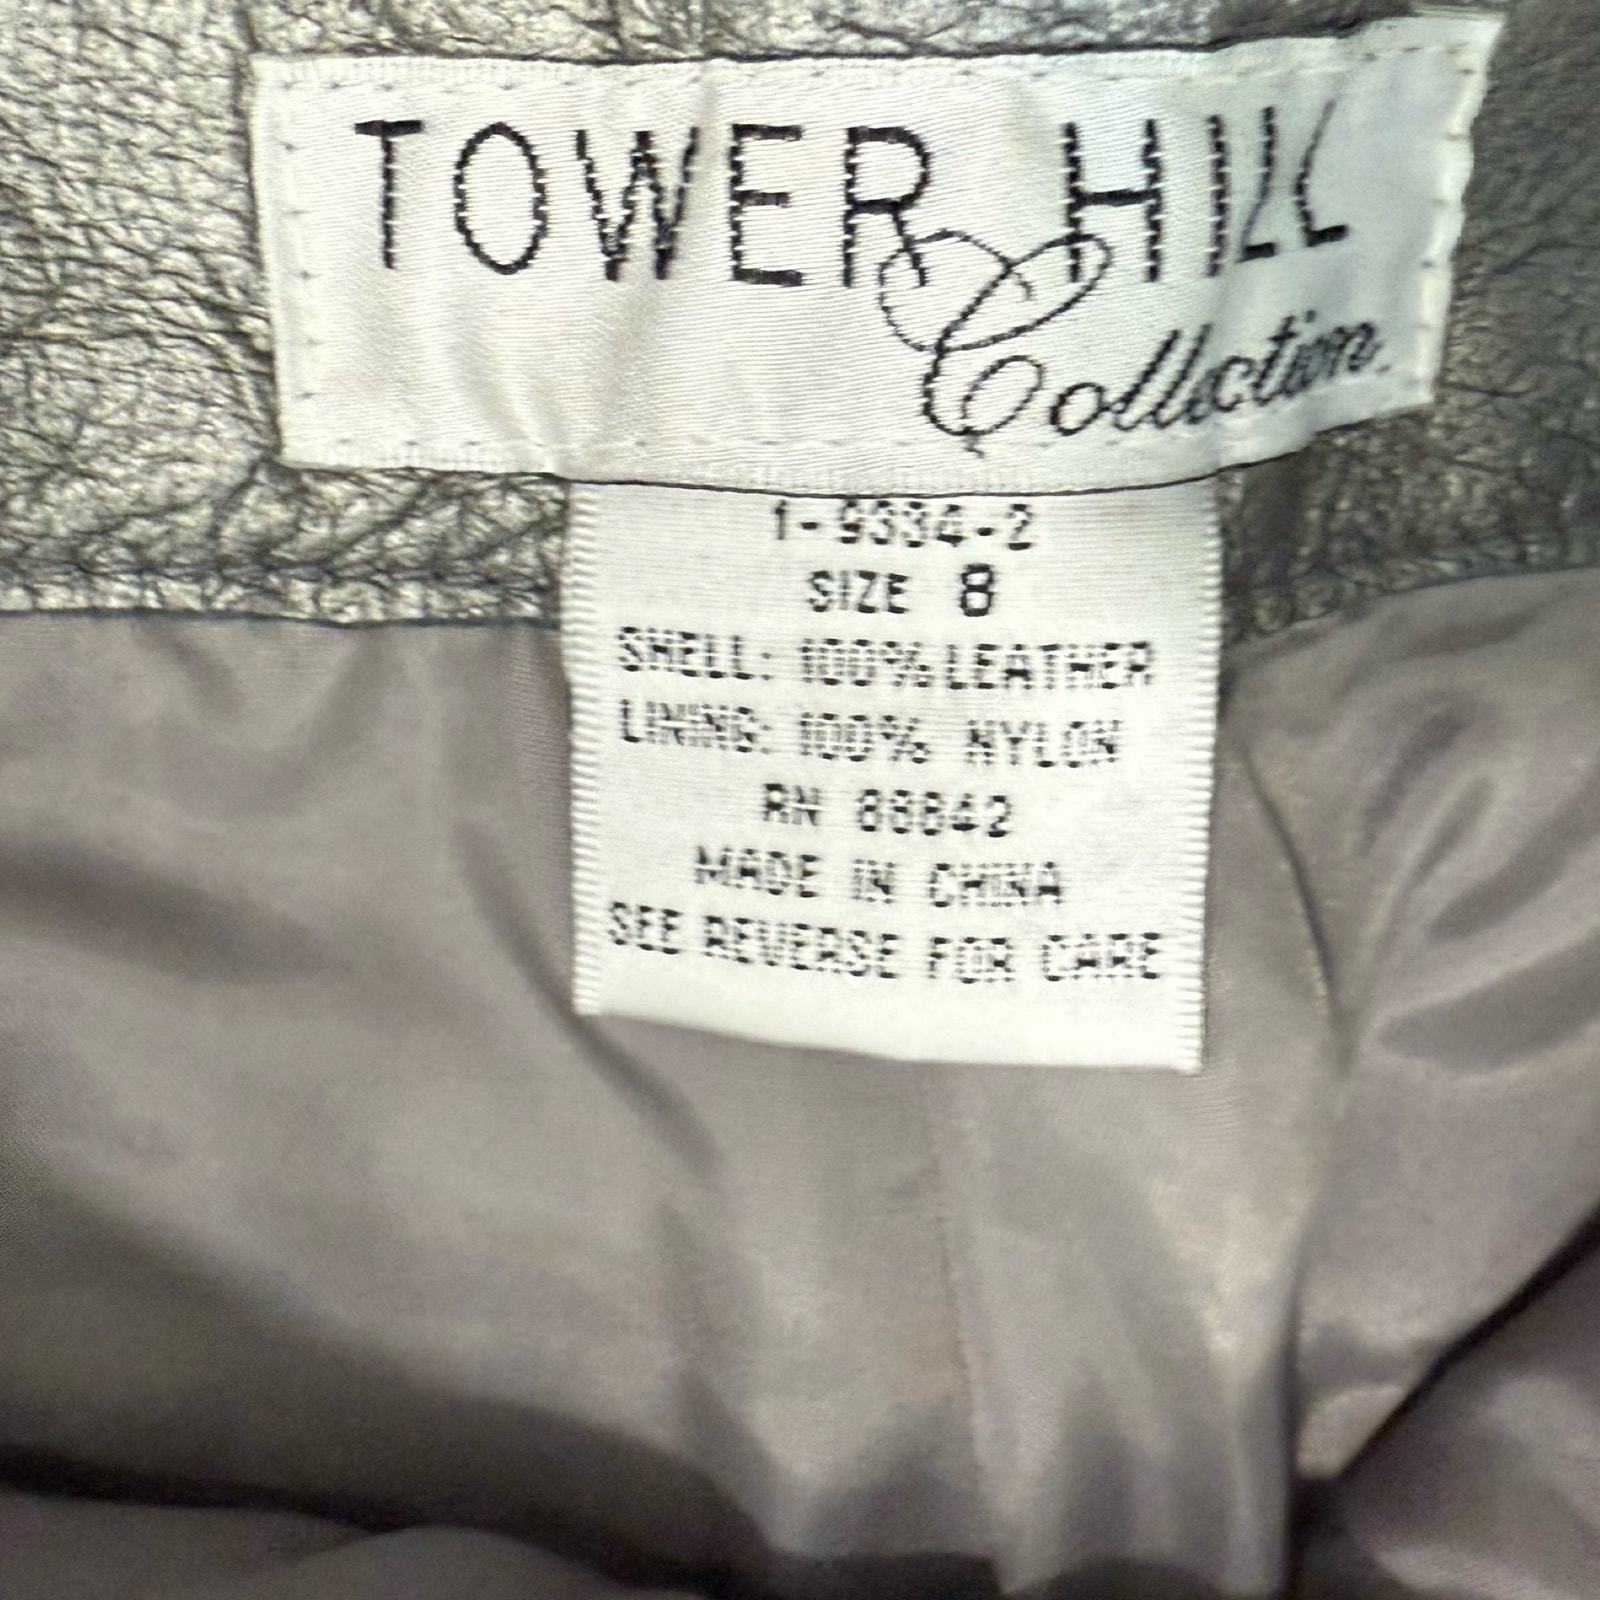 TOWER HILL
Collection
1-9334-2
SIZE 8
SHELL: 100% LEATHER
LINING: 100% NYLON
RN 88842
MADE IN CHINA
SEE REVERSE FOR CARE